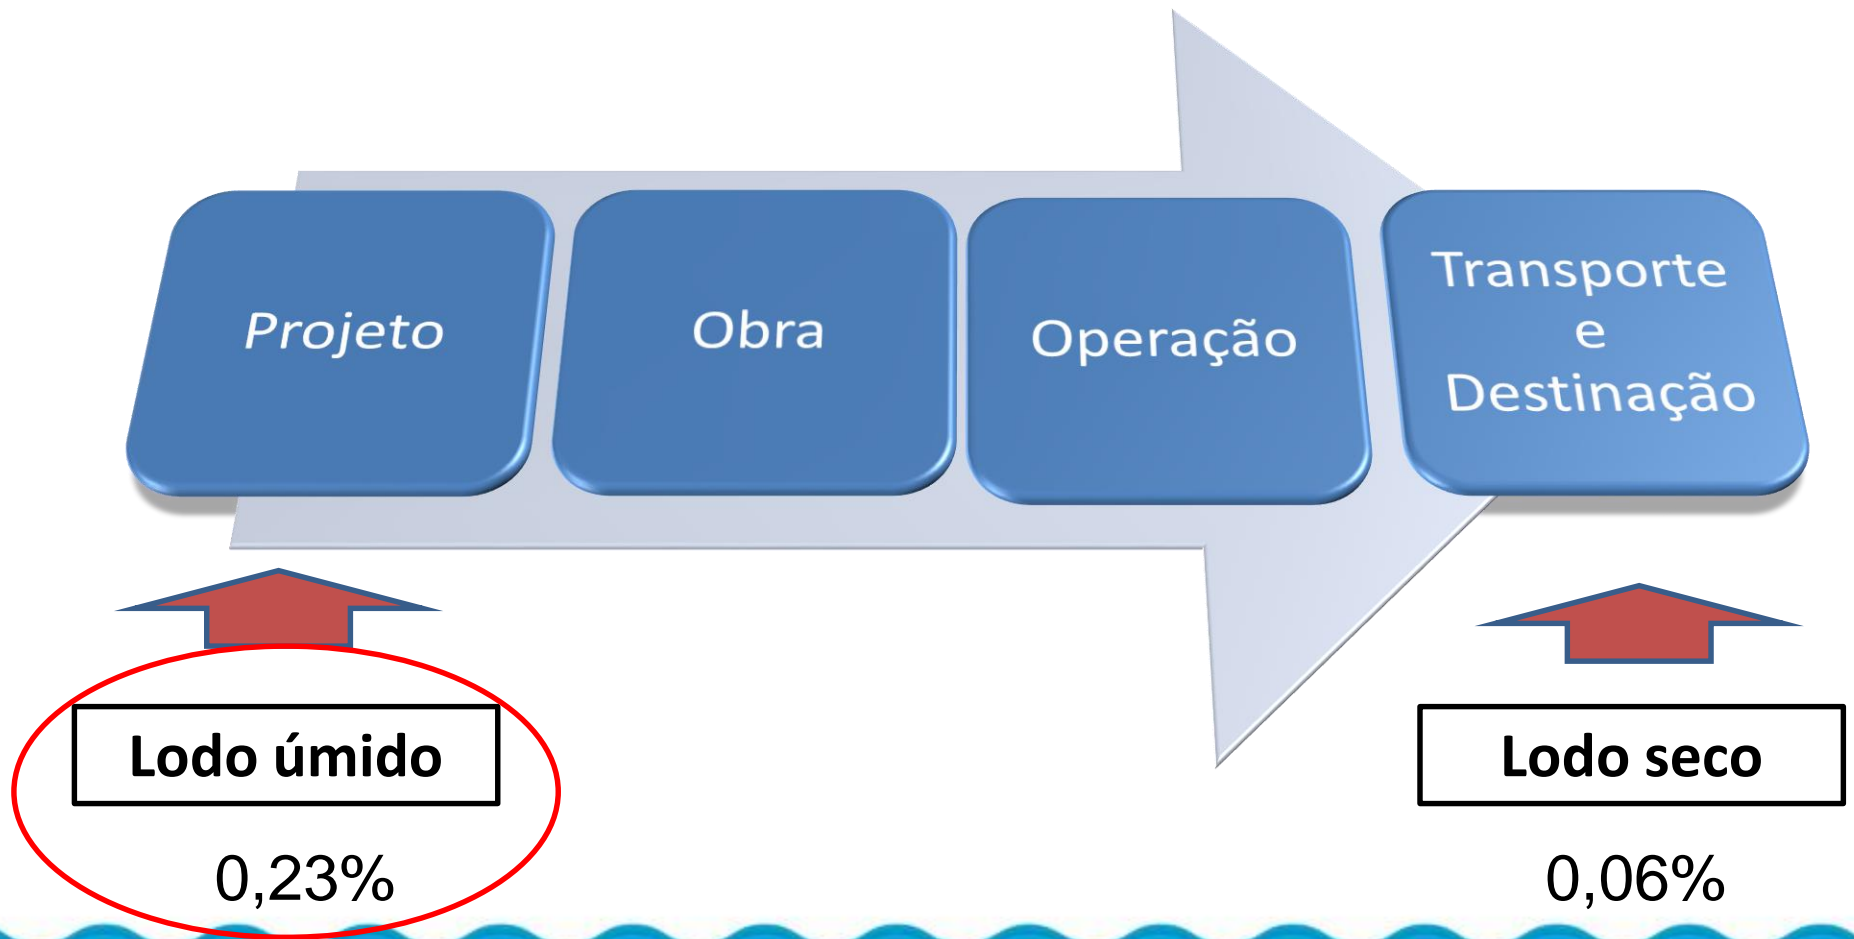 Projeto
Obra
Operação
Transporte
e
Destinação
Lodo úmido
0,23%
Lodo seco
0,06%